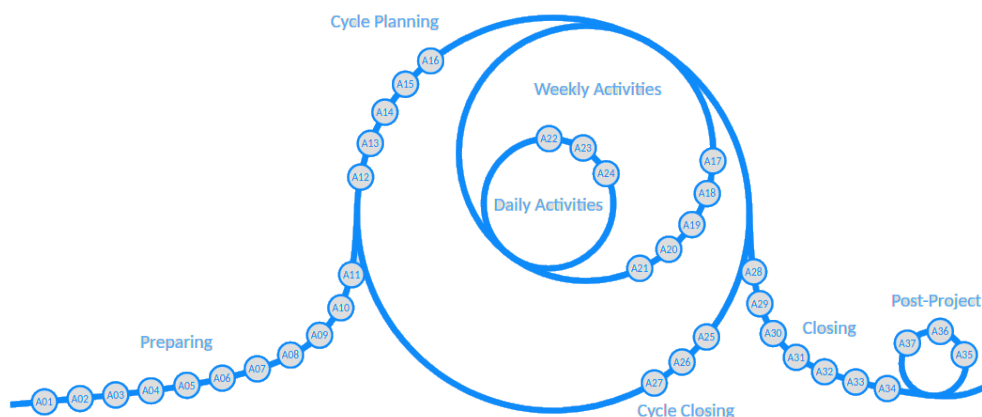 Cycle Planning
A16
A15
A14
A13
A12
Weekly Activities
A17
A18
A19
A20
A21
A22
A23
A24
Daily Activities
A11
A10
A09
A08
A07
A06
A05
A04
A03
A02
A01
Preparing
A25
A26
A27
Cycle Closing
A28
A29
A30
A31
A32
A33
A34
Closing
Post-Project
A35
A36
A37